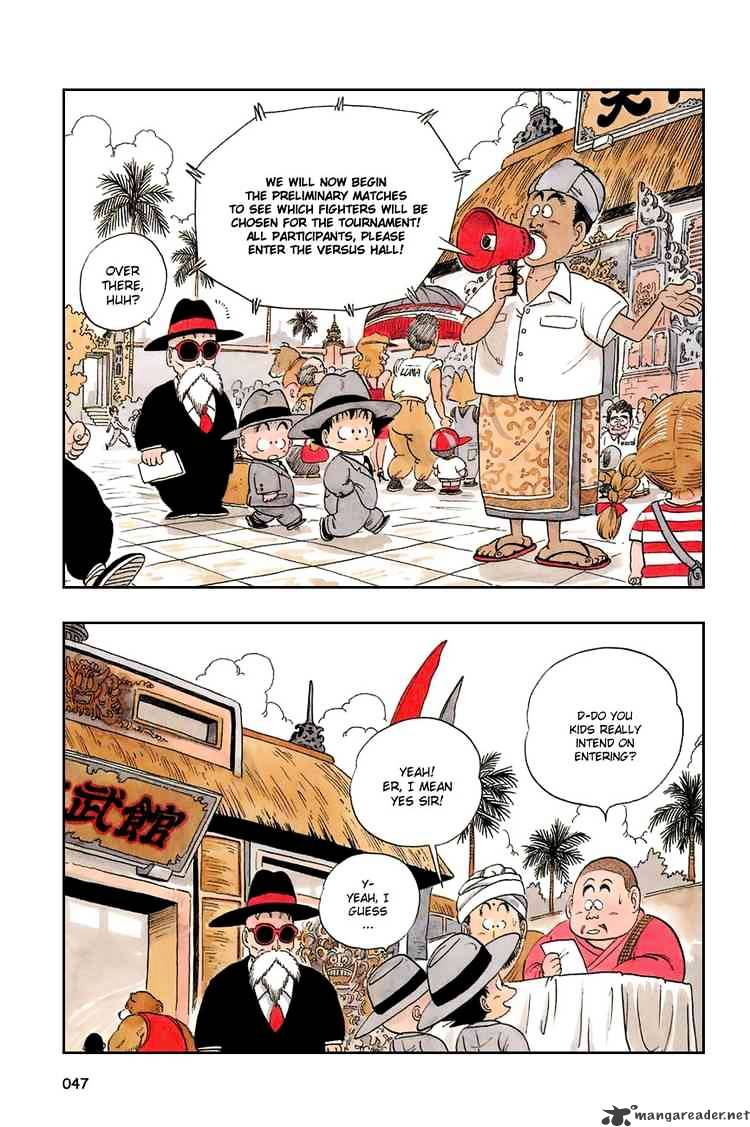 天
WE WILL NOW BEGIN
THE PRELIMINARY MATCHES
TO SEE WHICH FIGHTERS WILL BE
CHOSEN FOR THE TOURNAMENT!
ALL PARTICIPANTS, PLEASE
ENTER THE VERSUS HALL!
OVER
THERE,
HUH?
LUNA
D-DO YOU
KIDS REALLY
INTEND ON
ENTERING?
YEAH!
ER, I MEAN
YES SIR!
武館
Y-
YEAH, I
GUESS
...
047
mangareader.net